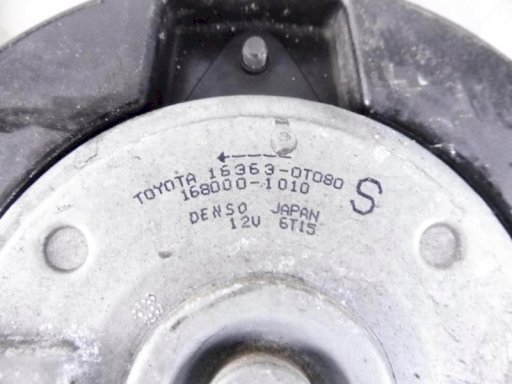 TOYOTA 16363-0T080
168000-1010 S
DENSO JAPAN
12V 6T15